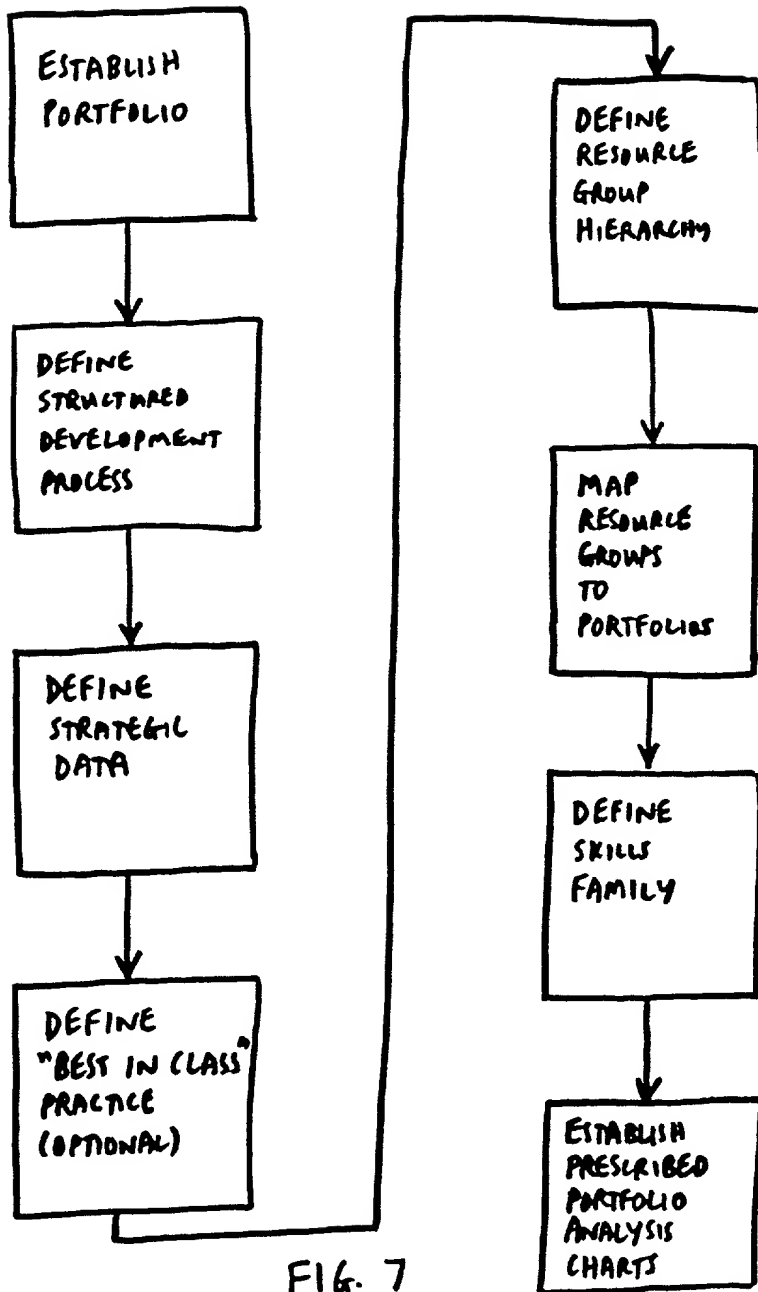 ESTABLISH
PORTFOLIO
DEFINE
STRUCTURED
DEVELOPMENT
PROCESS
DEFINE
STRATEGIC
DATA
DEFINE
"BEST IN CLASS"
PRACTICE
(OPTIONAL)
DEFINE
RESOURCE
GROUP
HIERARCHY
MAP
RESOURCE
GROUPS
TO
PORTFOLIOS
DEFINE
SKILLS
FAMILY
ESTABLISH
PRESCRIBED
PORTFOLIO
ANALYSIS
CHARTS
FIG. 7